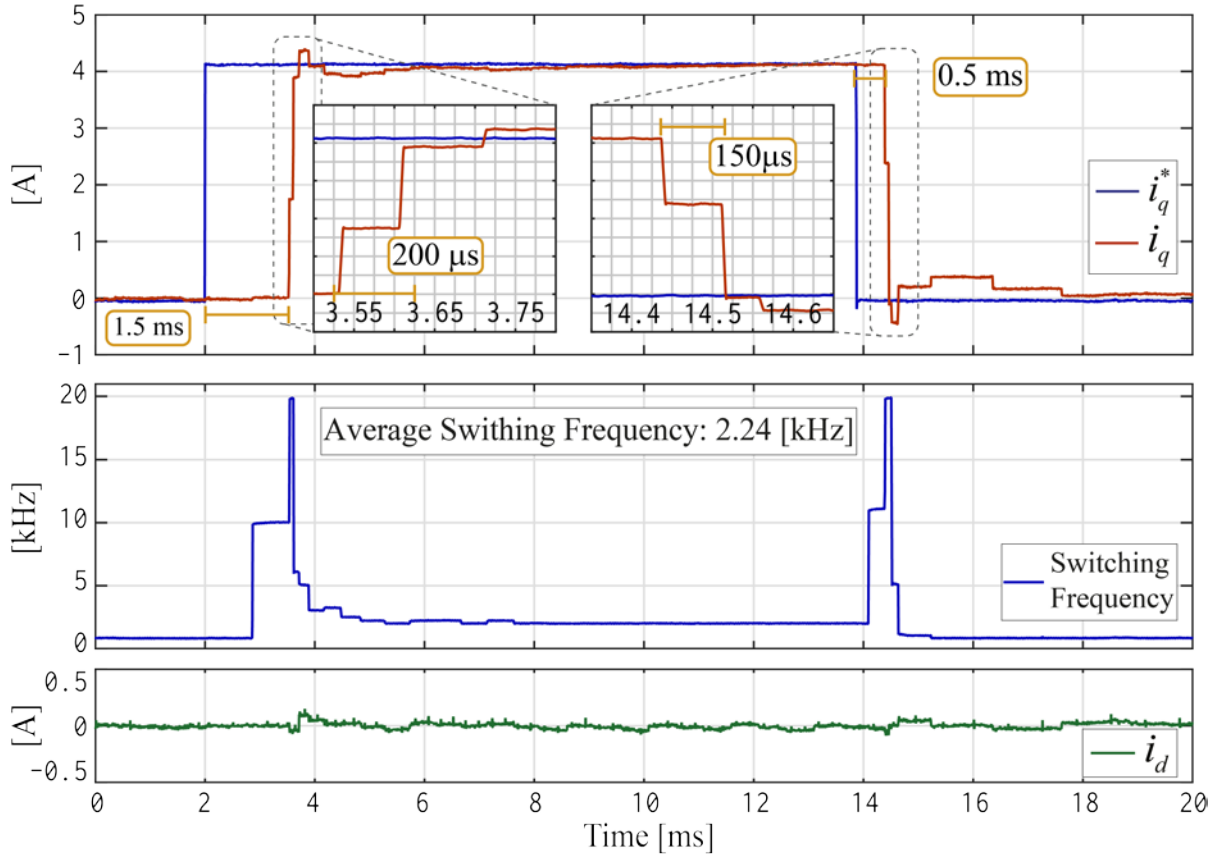 5
4
3
2
1
0
-1
[A]
0.5 ms
150μs
200 μs
1.5 ms
3.55 3.65 3.75
14.4 14.5 14.6
i*q
iq
20
15
10
5
0
[kHz]
Average Swithing Frequency: 2.24 [kHz]
Switching
Frequency
0.5
0
-0.5
[A]
id
0 2 4 6 8 10 12 14 16 18 20
Time [ms]